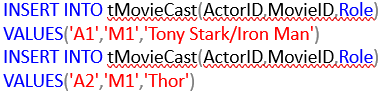 INSERT INTO tMovieCast(ActorID,MovieID,Role)
VALUES('A1','M1','Tony Stark/Iron Man')
INSERT INTO tMovieCast(ActorID,MovieID,Role)
VALUES('A2','M1','Thor')